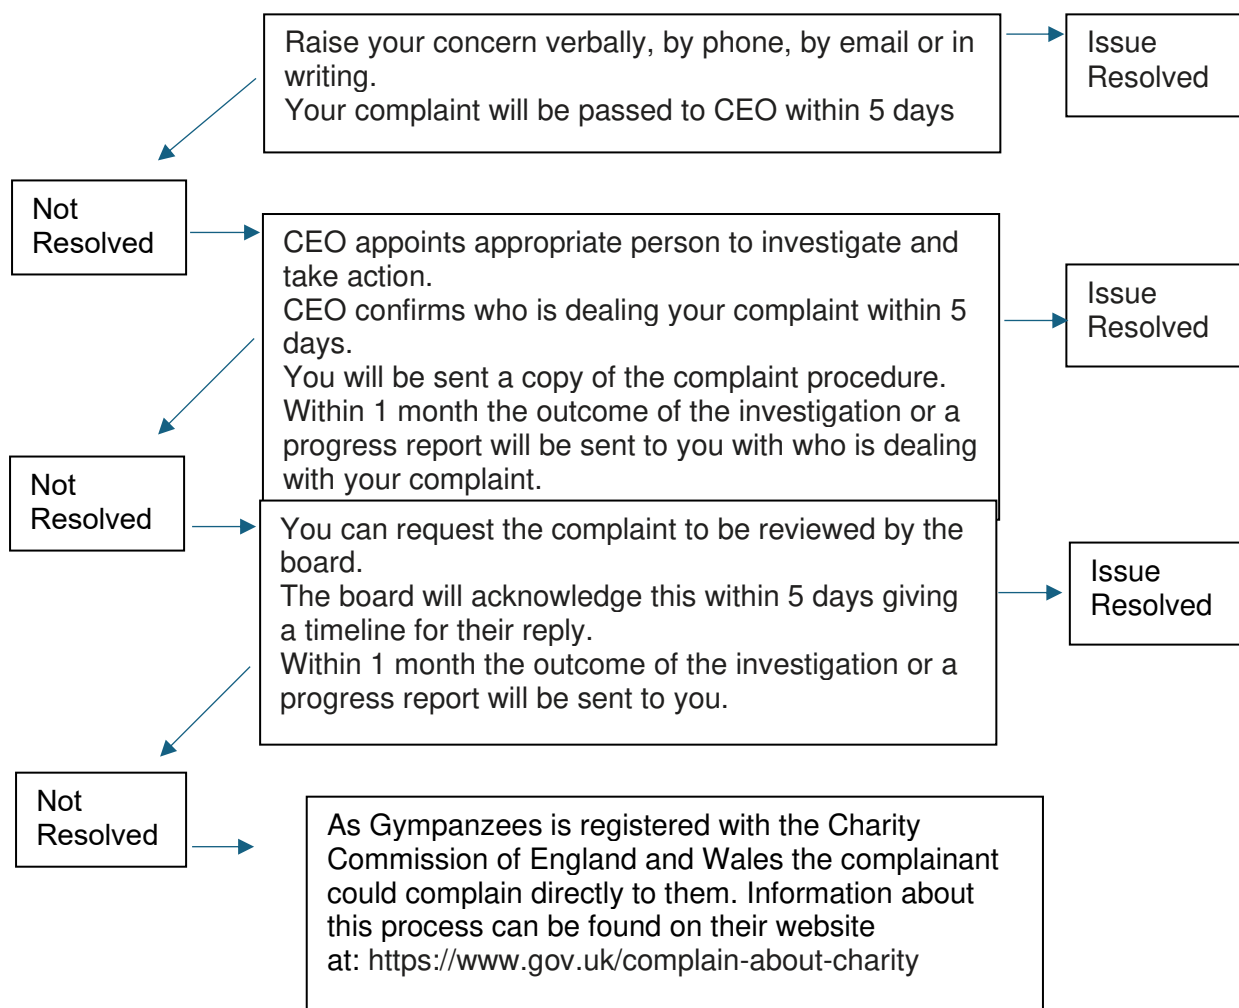 Raise your concern verbally, by phone, by email or in
writing.
Your complaint will be passed to CEO within 5 days
Issue
Resolved
Not
Resolved
CEO appoints appropriate person to investigate and
take action.
CEO confirms who is dealing your complaint within 5
days.
You will be sent a copy of the complaint procedure.
Within 1 month the outcome of the investigation or a
progress report will be sent to you with who is dealing
with your complaint.
Issue
Resolved
Not
Resolved
You can request the complaint to be reviewed by the
board.
The board will acknowledge this within 5 days giving
a timeline for their reply.
Within 1 month the outcome of the investigation or a
progress report will be sent to you.
Issue
Resolved
Not
Resolved
As Gympanzees is registered with the Charity
Commission of England and Wales the complainant
could complain directly to them. Information about
this process can be found on their website
at: https://www.gov.uk/complain-about-charity